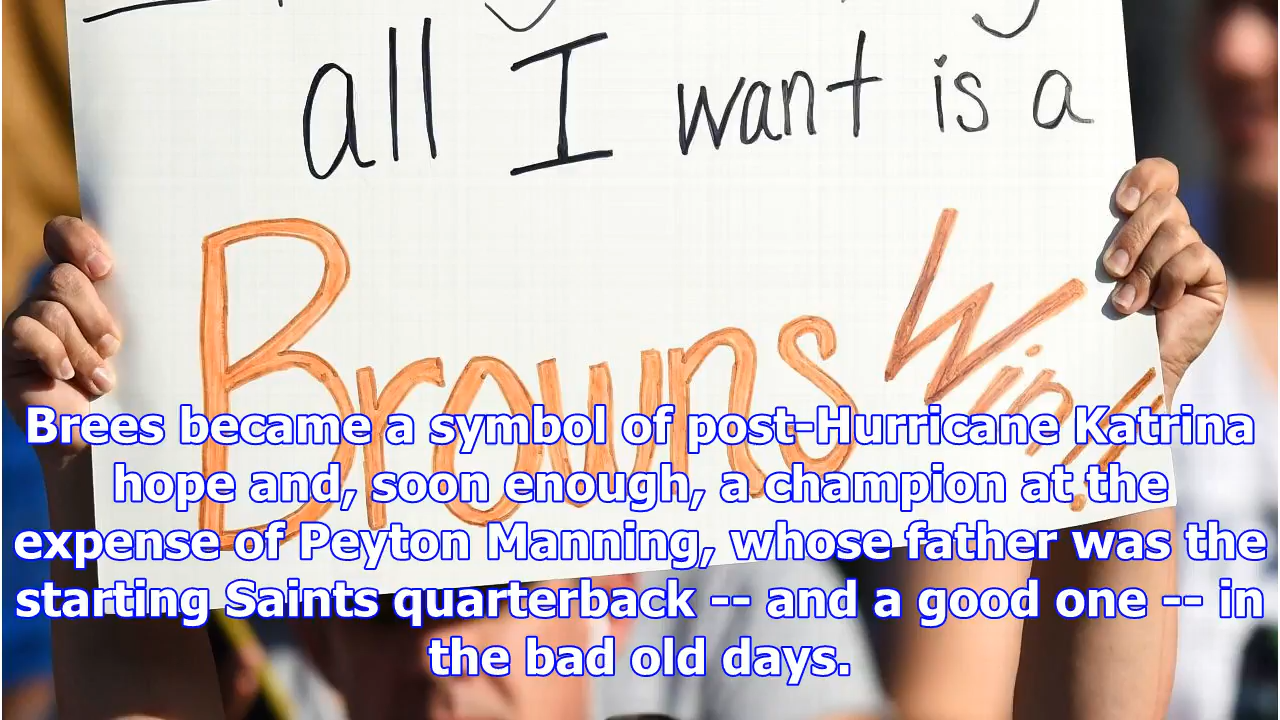 all I want is a
Browns Win!!
Brees became a symbol of post-Hurricane Katrina
hope and, soon enough, a champion at the
expense of Peyton Manning, whose father was the
starting Saints quarterback -- and a good one -- in
the bad old days.